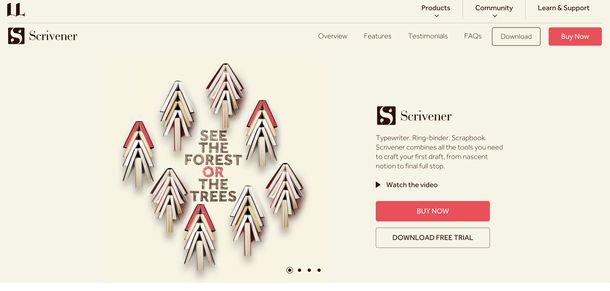 Products
Community
Learn & Support
Scrivener
Overview
Features
Testimonials
FAQs
Download
Buy Now
SEE
THE
FOREST
OR
THE
TREES
S Scrivener
Typewriter. Ring-binder. Scrapbook.
Scrivener combines all the tools you need
to craft your first draft, from nascent
notion to final full stop.
Watch the video
BUY NOW
DOWNLOAD FREE TRIAL